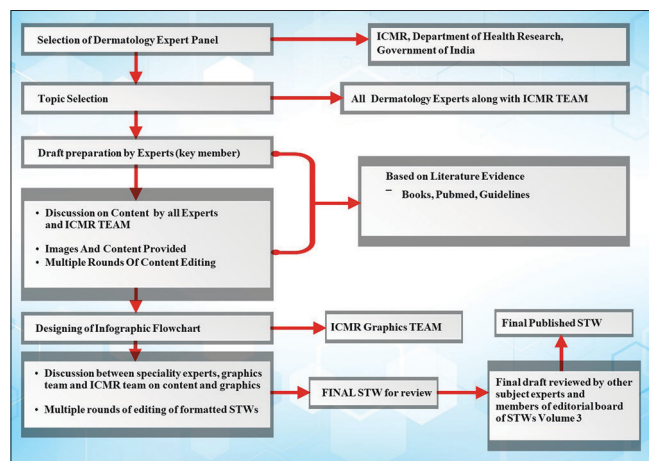 Selection of Dermatology Expert Panel
ICMR, Department of Health Research,
Government of India
Topic Selection
All Dermatology Experts along with ICMR TEAM
Draft preparation by Experts (key member)
Based on Literature Evidence
– Books, Pubmed, Guidelines
• Discussion on Content by all Experts
and ICMR TEAM
• Images And Content Provided
• Multiple Rounds Of Content Editing
Designing of Infographic Flowchart
ICMR Graphics TEAM
Final Published STW
• Discussion between speciality experts, graphics
team and ICMR team on content and graphics
• Multiple rounds of editing of formatted STWs
FINAL STW for review
Final draft reviewed by other
subject experts and
members of editorial board
of STWs Volume 3